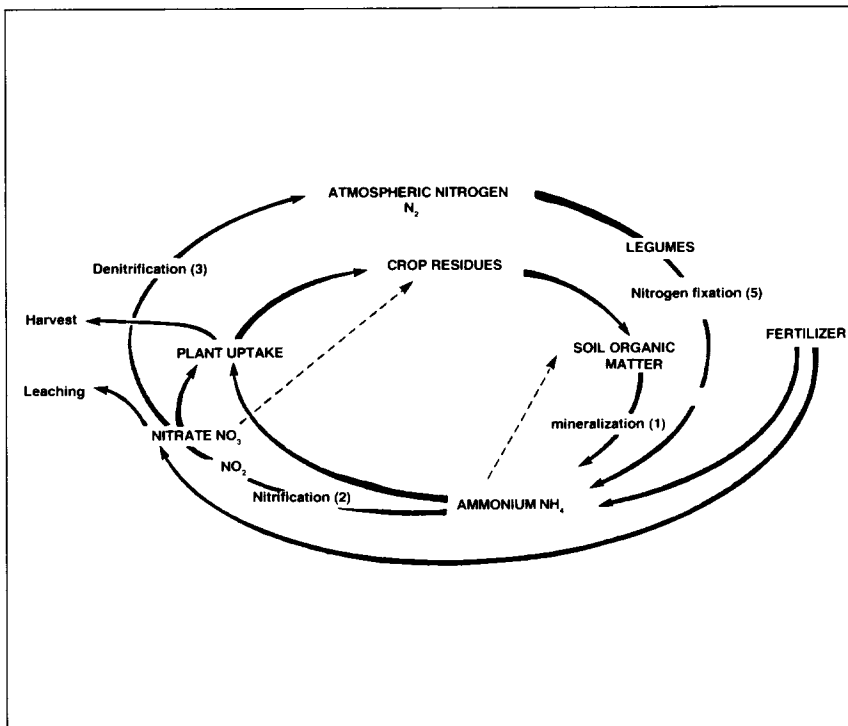 ATMOSPHERIC NITROGEN
N₂
LEGUMES
Denitrification (3)
CROP RESIDUES
Nitrogen fixation (5)
Harvest
FERTILIZER
PLANT UPTAKE
SOIL ORGANIC
MATTER
Leaching
mineralization (1)
NITRATE NO₃
NO₂
Nitrification (2)
AMMONIUM NH₄